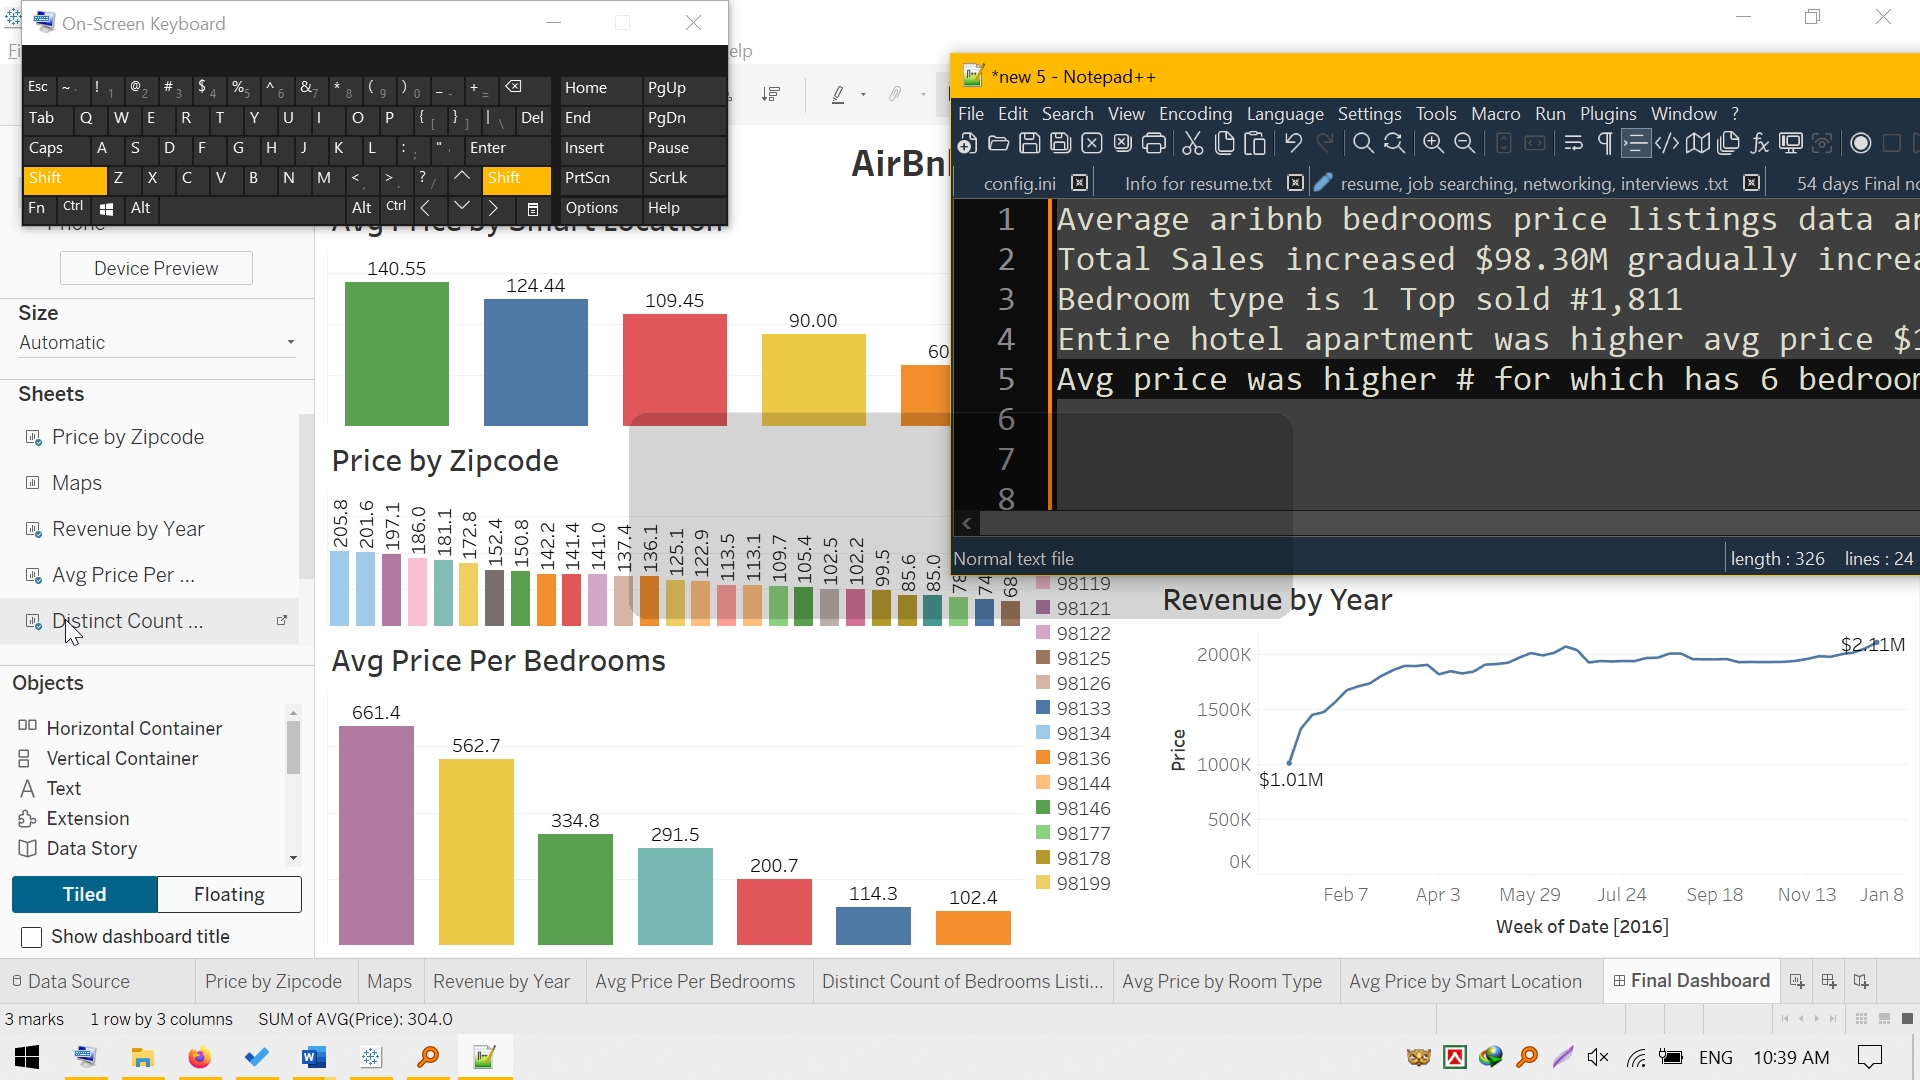 On-Screen Keyboard
elp
Esc ~ ` ! 1 @ 2 # 3 $ 4 % 5 ^ 6 & 7 * 8 ( 9 ) 0 _ - + = Home PgUp
Tab Q W E R T Y U I O P { [ } ] | \ Del End PgDn
Caps A S D F G H J K L : ; " ' Enter Insert Pause
Shift Z X C V B N M < , > . ? / Shift PrtScn ScrLk
Fn Ctrl Alt Alt Ctrl Options Help
*new 5 - Notepad++
File Edit Search View Encoding Language Settings Tools Macro Run Plugins Window ?
config.ini Info for resume.txt resume, job searching, networking, interviews .txt 54 days Final
1 Average aribnb bedrooms price listings data
2 Total Sales increased $98.30M gradually
3 Bedroom type is 1 Top sold #1,811
4 Entire hotel apartment was higher avg price
5 Avg price was higher # for which has 6
6
7
8
Normal text file length : 326 lines : 24
Phone
Device Preview
Size
Automatic
Sheets
Price by Zipcode
Maps
Revenue by Year
Avg Price Per ...
Distinct Count ...
Objects
Horizontal Container
Vertical Container
Text
Extension
Data Story
Tiled Floating
Show dashboard title
AirBn
Avg Price by Smart Location
140.55
124.44
109.45
90.00
60
Price by Zipcode
205.8 201.6 197.1 186.0 181.1 172.8 152.4 150.8 142.2 141.4 141.0 137.4 136.1 125.1 122.9 113.5 113.1 109.7 105.4 102.5 102.2 99.5 85.6 85.0 78 74 68
Avg Price Per Bedrooms
661.4
562.7
334.8
291.5
200.7
114.3
102.4
98119
98121
98122
98125
98126
98133
98134
98136
98144
98146
98177
98178
98199
Revenue by Year
$2.11M
2000K
1500K
1000K
500K
0K
Price
$1.01M
Feb 7 Apr 3 May 29 Jul 24 Sep 18 Nov 13 Jan 8
Week of Date [2016]
Data Source Price by Zipcode Maps Revenue by Year Avg Price Per Bedrooms Distinct Count of Bedrooms Listi... Avg Price by Room Type Avg Price by Smart Location Final Dashboard
3 marks 1 row by 3 columns SUM of AVG(Price): 304.0
ENG 10:39 AM